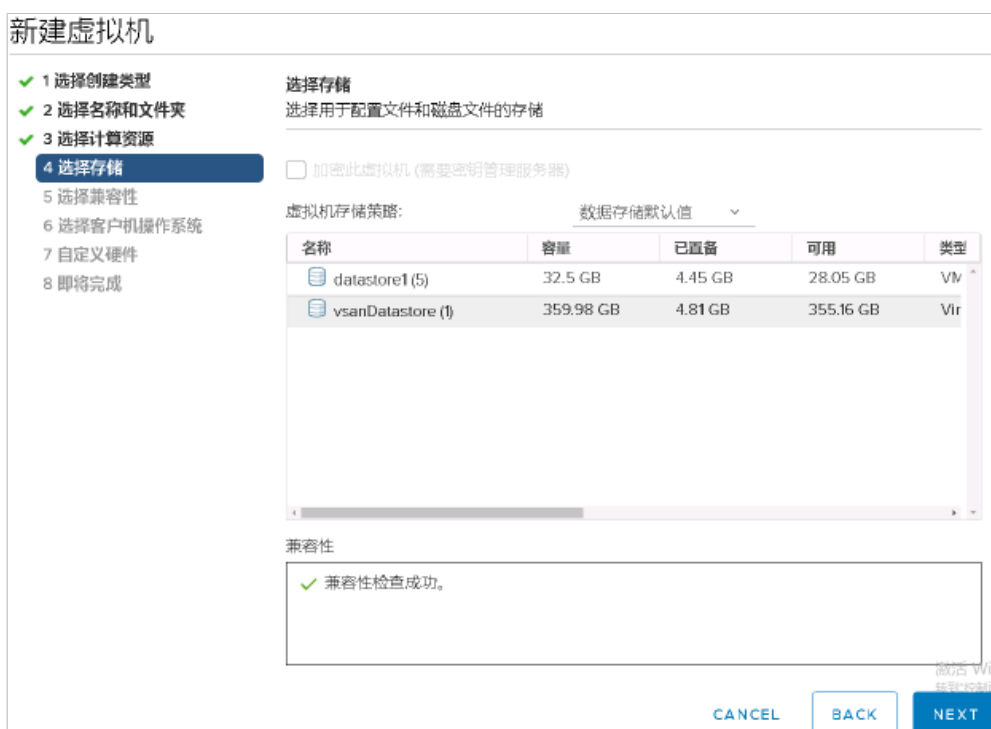 新建虚拟机
1 选择创建类型
2 选择名称和文件夹
3 选择计算资源
4 选择存储
5 选择兼容性
6 选择客户机操作系统
7 自定义硬件
8 即将完成
选择存储
选择用于配置文件和磁盘文件的存储
加密此虚拟机 (需要密钥管理服务器)
虚拟机存储策略: 数据存储默认值
名称 容量 已置备 可用 类型
datastore1 (5) 32.5 GB 4.45 GB 28.05 GB VM
vsanDatastore (1) 359.98 GB 4.81 GB 355.16 GB Vir
兼容性
兼容性检查成功。
激活 Wi
CANCEL BACK NEXT